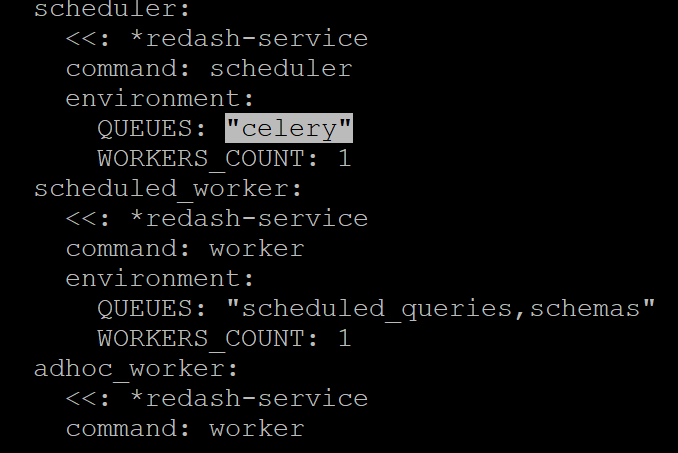 scheduler:
  <<: *redash-service
  command: scheduler
  environment:
    QUEUES: "celery"
    WORKERS_COUNT: 1
scheduled_worker:
  <<: *redash-service
  command: worker
  environment:
    QUEUES: "scheduled_queries,schemas"
    WORKERS_COUNT: 1
adhoc_worker:
  <<: *redash-service
  command: worker